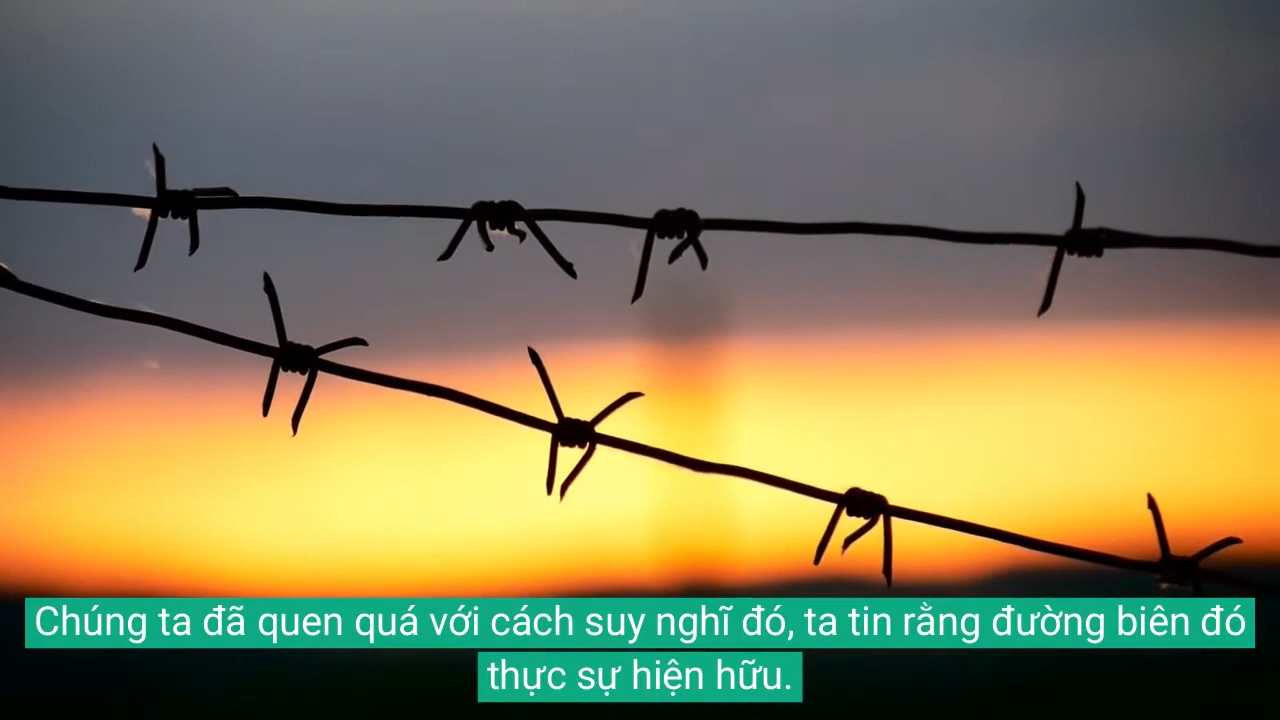 Chúng ta đã quen quá với cách suy nghĩ đó, ta tin rằng đường biên đó
thực sự hiện hữu.